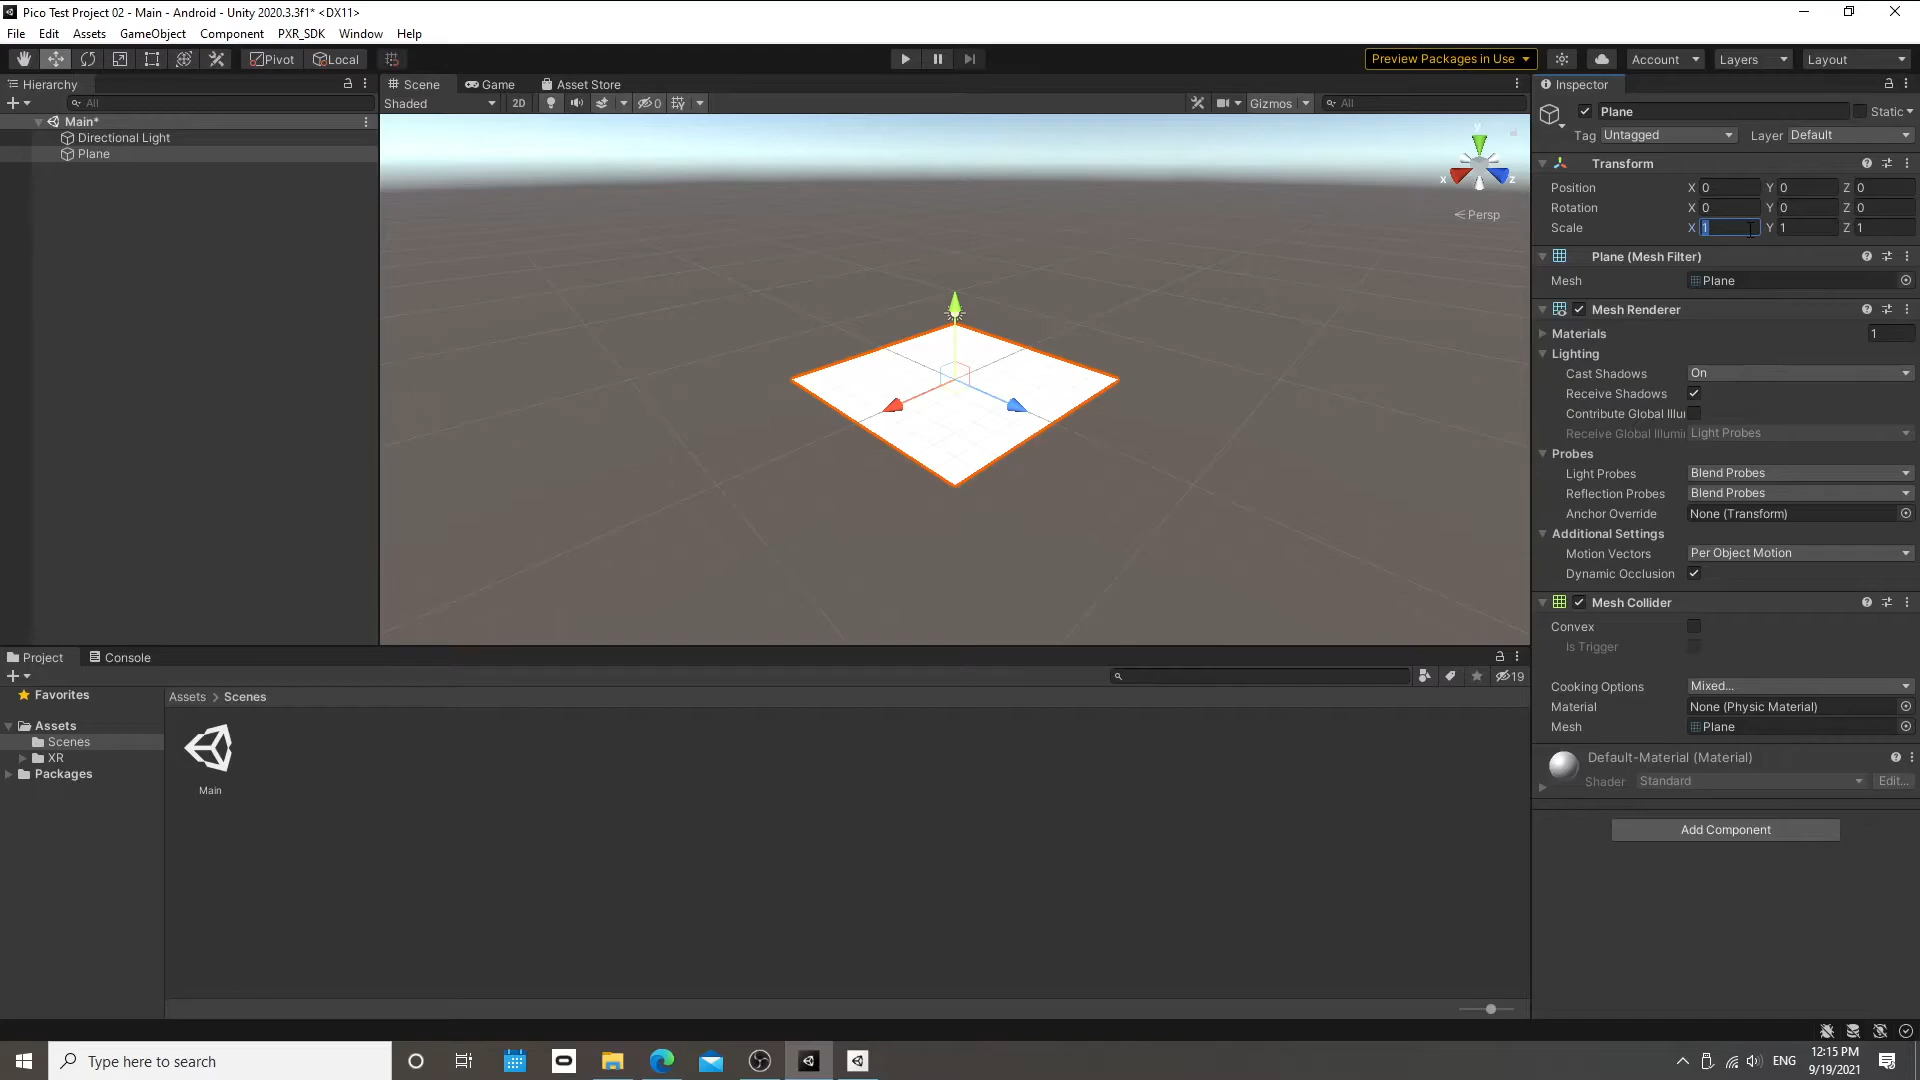 Pico Test Project 02 - Main - Android - Unity 2020.3.3f1* <DX11>
File Edit Assets GameObject Component PXR_SDK Window Help
Pivot Local Preview Packages in Use Account Layers Layout
Hierarchy Scene Game Asset Store Inspector
All Shaded 2D 0 Gizmos All
Plane Static
Main*
Directional Light
Plane
Tag Untagged Layer Default
y x z
Persp
Transform
Position X 0 Y 0 Z 0
Rotation X 0 Y 0 Z 0
Scale X 1 Y 1 Z 1
Plane (Mesh Filter)
Mesh Plane
Mesh Renderer
Materials 1
Lighting
Cast Shadows On
Receive Shadows
Contribute Global Illu
Receive Global Illumi Light Probes
Probes
Light Probes Blend Probes
Reflection Probes Blend Probes
Anchor Override None (Transform)
Additional Settings
Motion Vectors Per Object Motion
Dynamic Occlusion
Mesh Collider
Convex
Is Trigger
Cooking Options Mixed...
Material None (Physic Material)
Mesh Plane
Default-Material (Material)
Shader Standard Edit...
Add Component
Project Console
19
Favorites
Assets > Scenes
Assets
Scenes
XR
Packages
Main
Type here to search
ENG
12:15 PM
9/19/2021